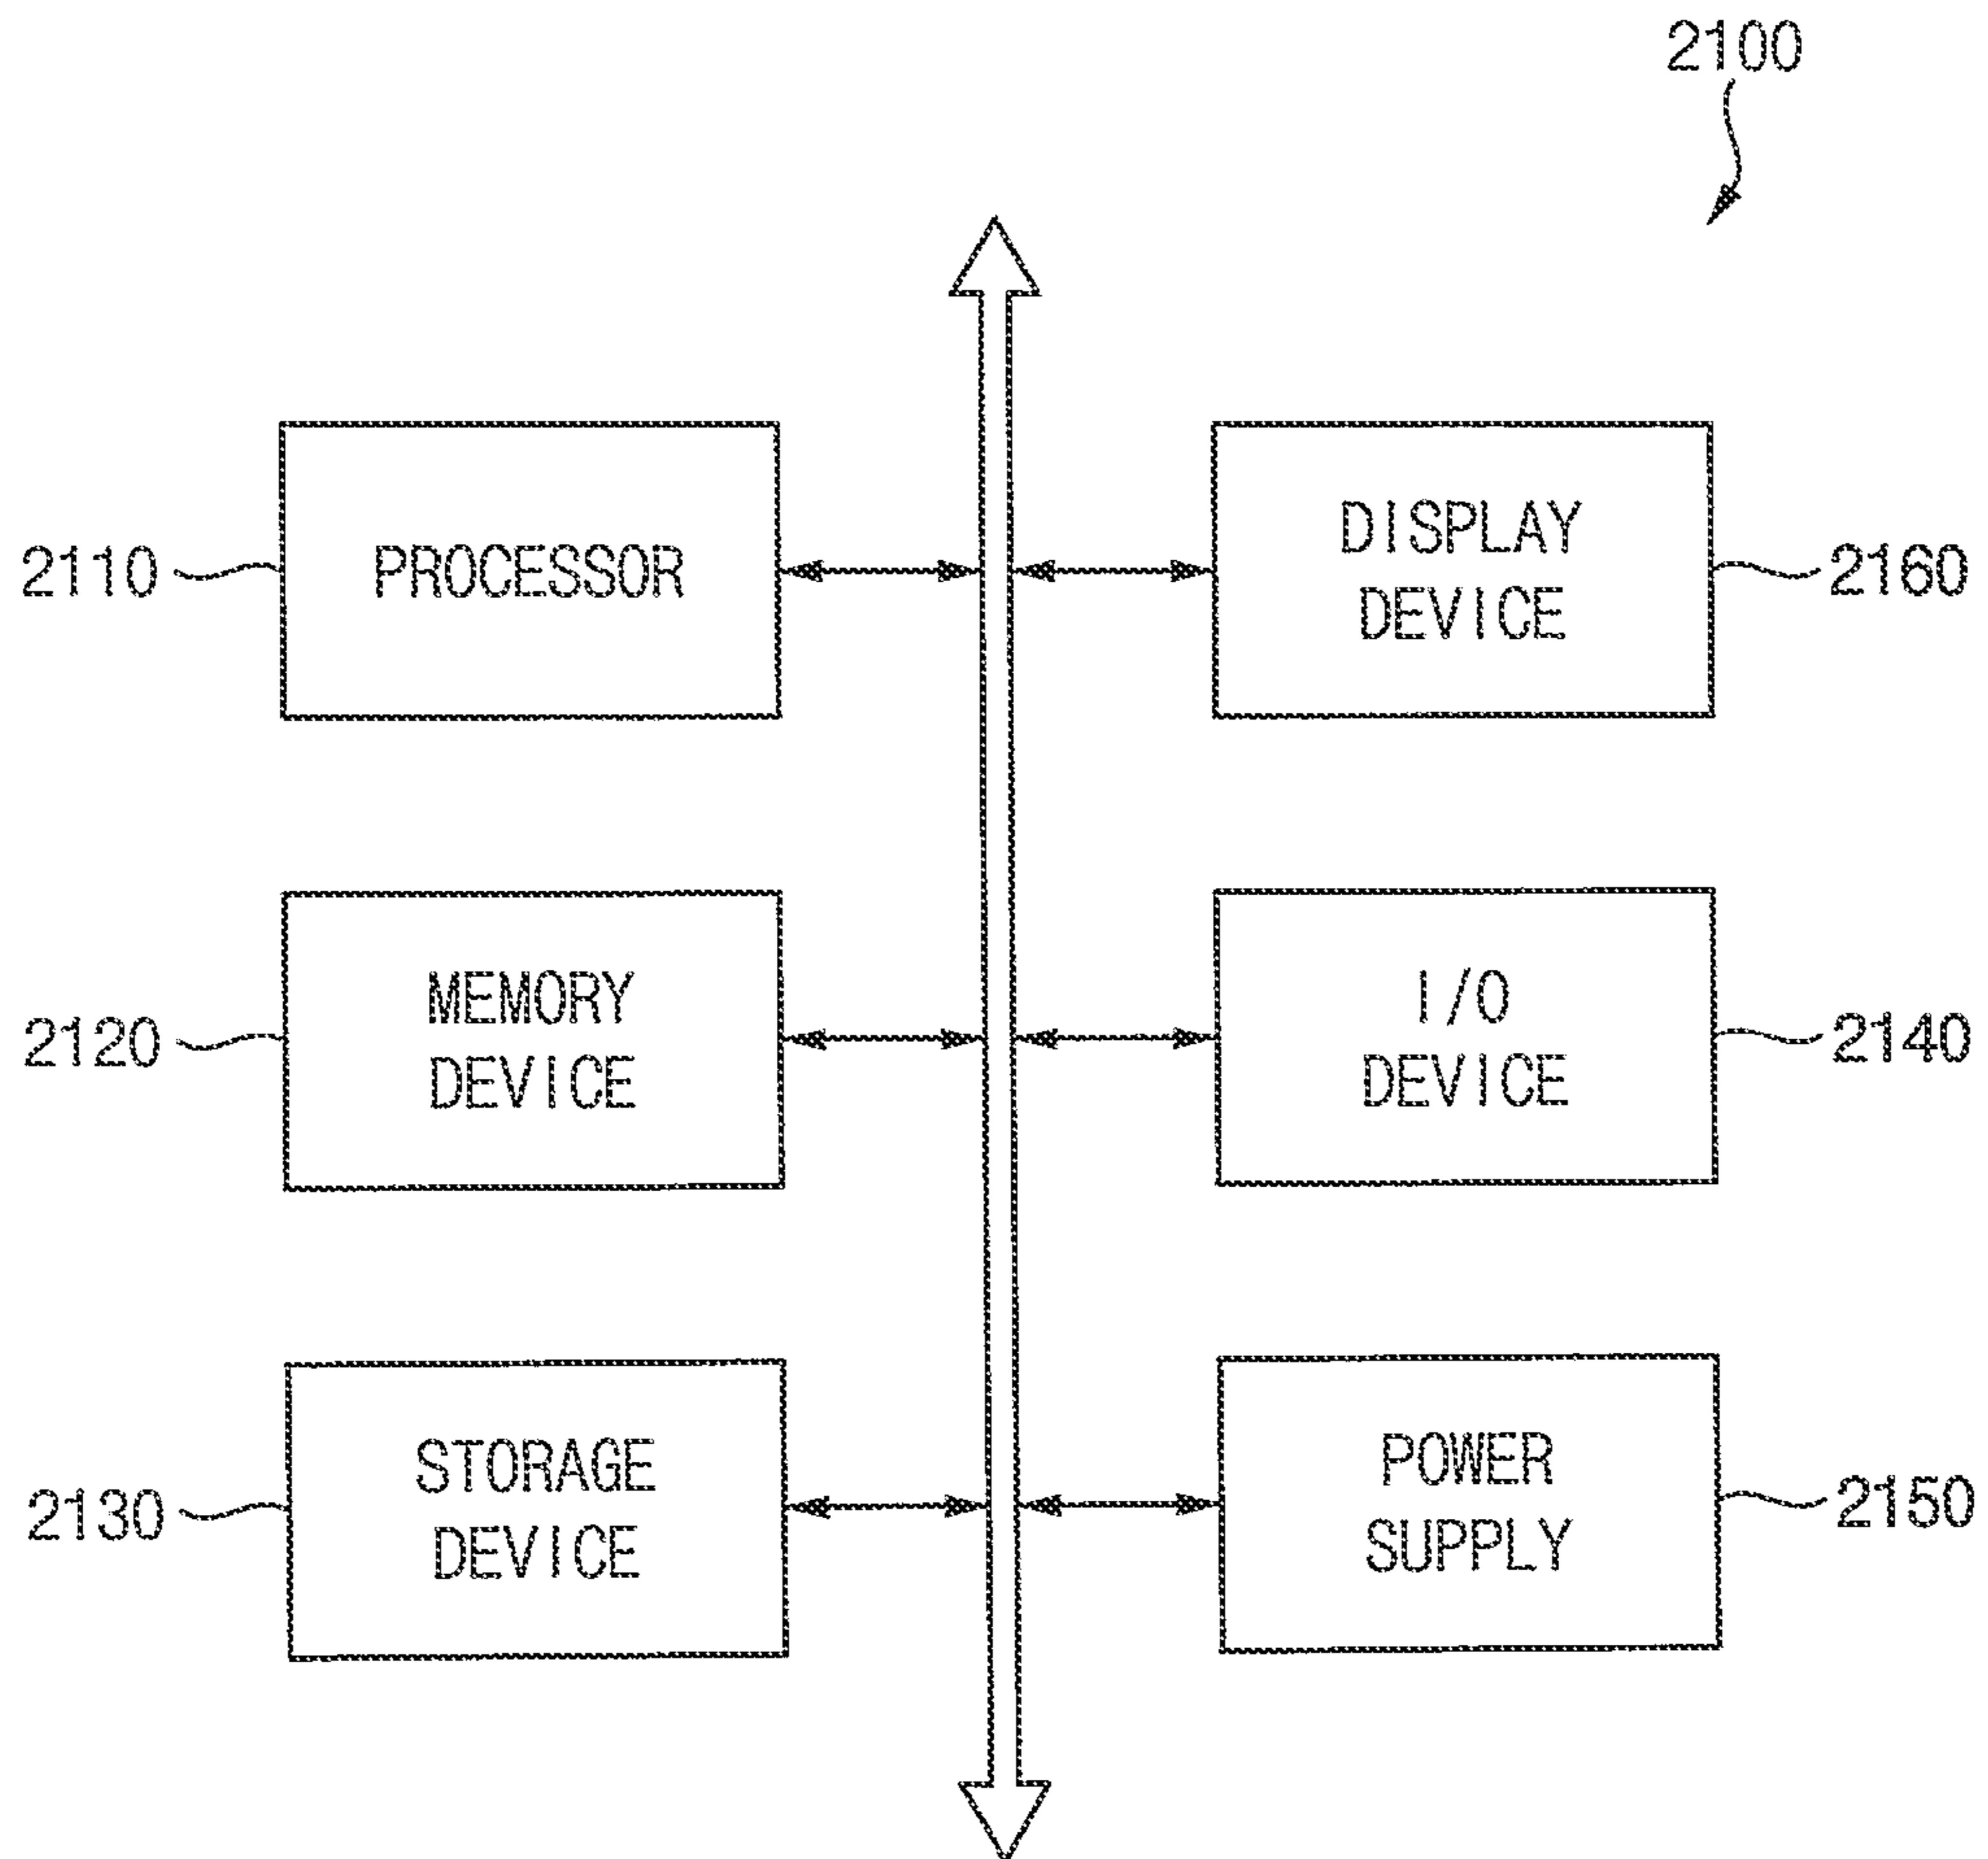 2100
2110
PROCESSOR
DISPLAY
DEVICE
2160
2120
MEMORY
DEVICE
I/O
DEVICE
2140
2130
STORAGE
DEVICE
POWER
SUPPLY
2150